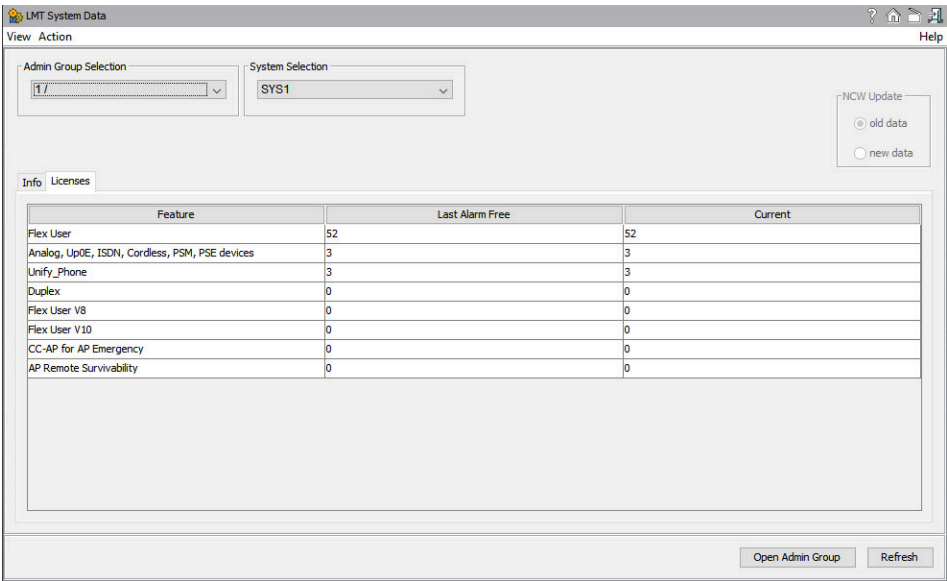 LMT System Data
View Action Help
Admin Group Selection
System Selection
1 /
SYS1
NCW Update
old data
new data
Info Licenses
Feature Last Alarm Free Current
Flex User 52 52
Analog, Up0E, ISDN, Cordless, PSM, PSE devices 3 3
Unify_Phone 3 3
Duplex 0 0
Flex User V8 0 0
Flex User V10 0 0
CC-AP for AP Emergency 0 0
AP Remote Survivability 0 0
Open Admin Group Refresh